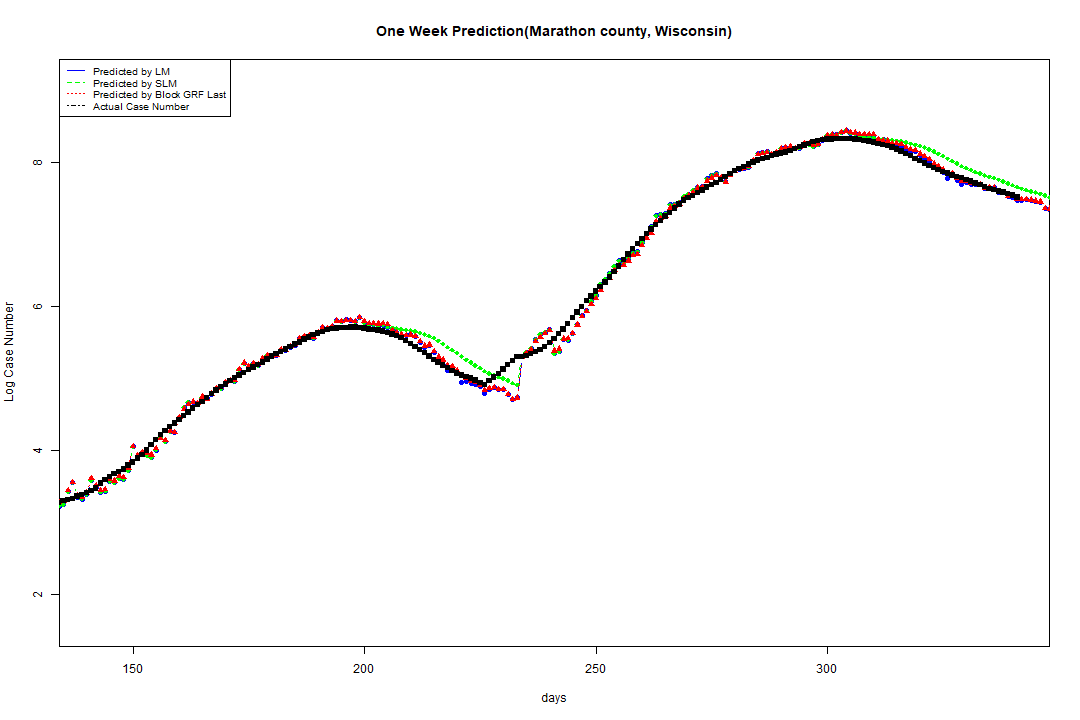 One Week Prediction(Marathon county, Wisconsin)
Predicted by LM
Predicted by SLM
Predicted by Block GRF Last
Actual Case Number
8
6
4
2
Log Case Number
150 200 250 300
days